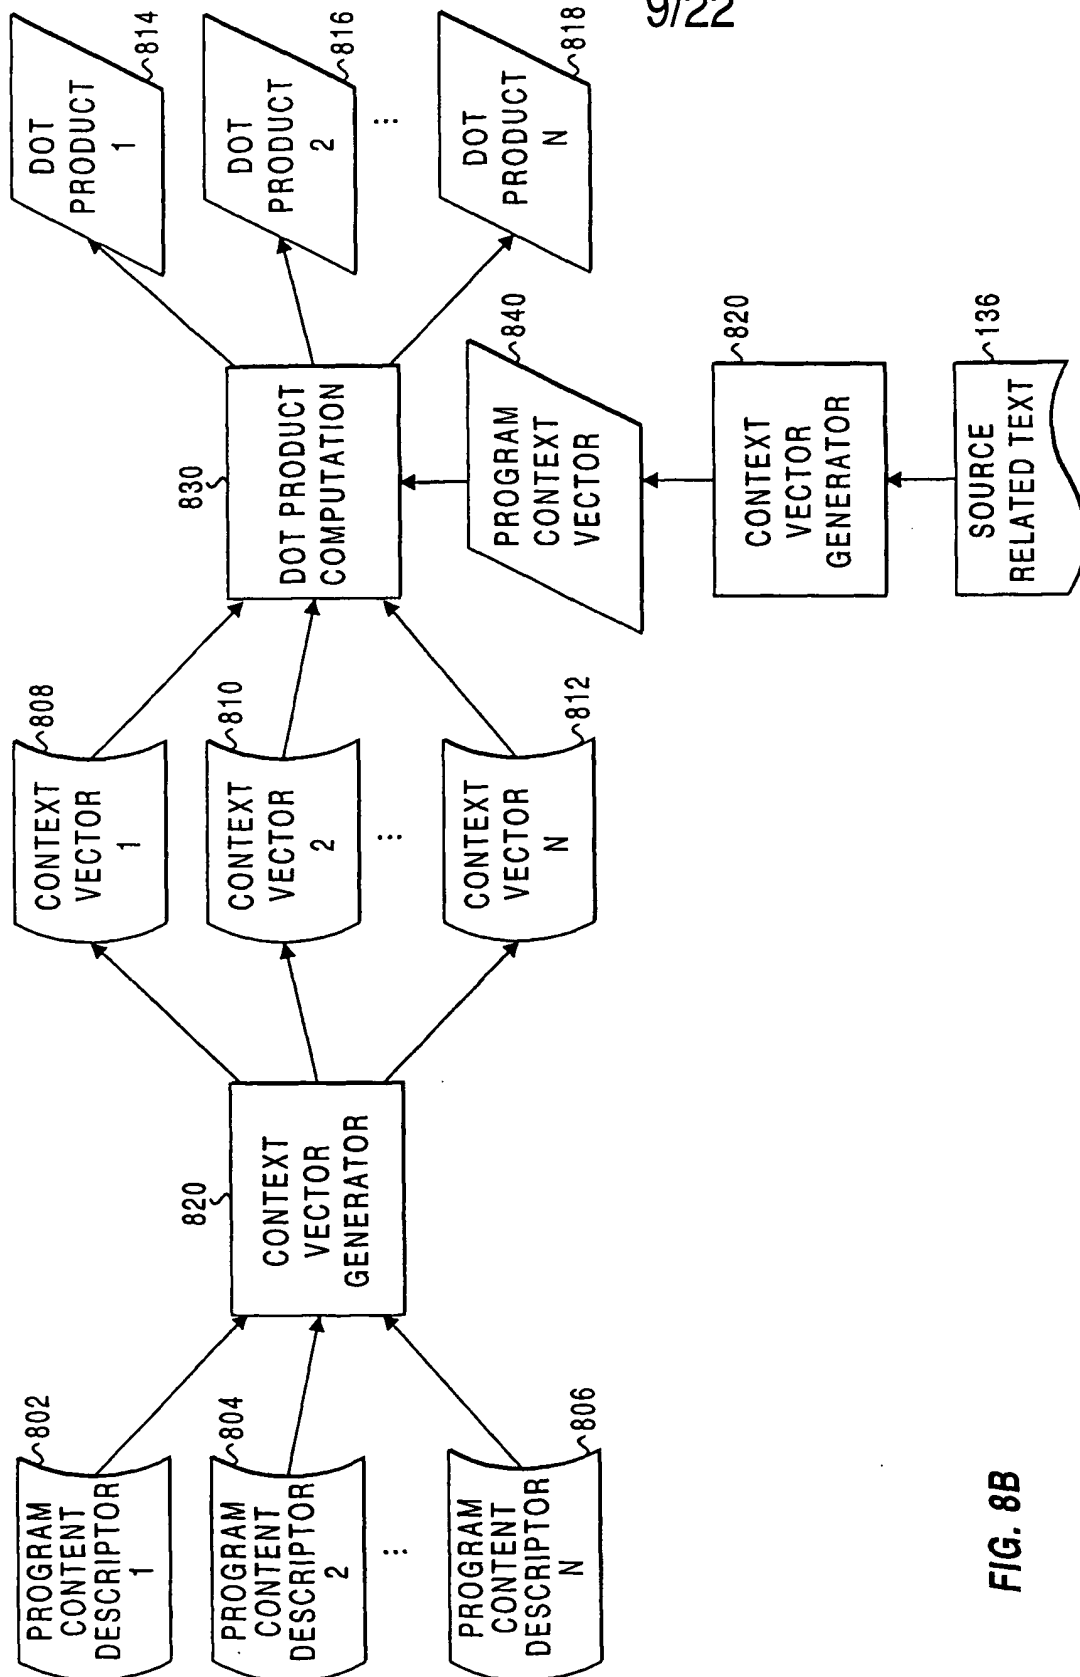 9/22
802
PROGRAM
CONTENT
DESCRIPTOR
1
804
PROGRAM
CONTENT
DESCRIPTOR
2
...
806
PROGRAM
CONTENT
DESCRIPTOR
N
820
CONTEXT
VECTOR
GENERATOR
808
CONTEXT
VECTOR
1
810
CONTEXT
VECTOR
2
...
812
CONTEXT
VECTOR
N
830
DOT PRODUCT
COMPUTATION
840
PROGRAM
CONTEXT
VECTOR
820
CONTEXT
VECTOR
GENERATOR
136
SOURCE
RELATED TEXT
814
DOT
PRODUCT
1
816
DOT
PRODUCT
2
...
818
DOT
PRODUCT
N
FIG. 8B